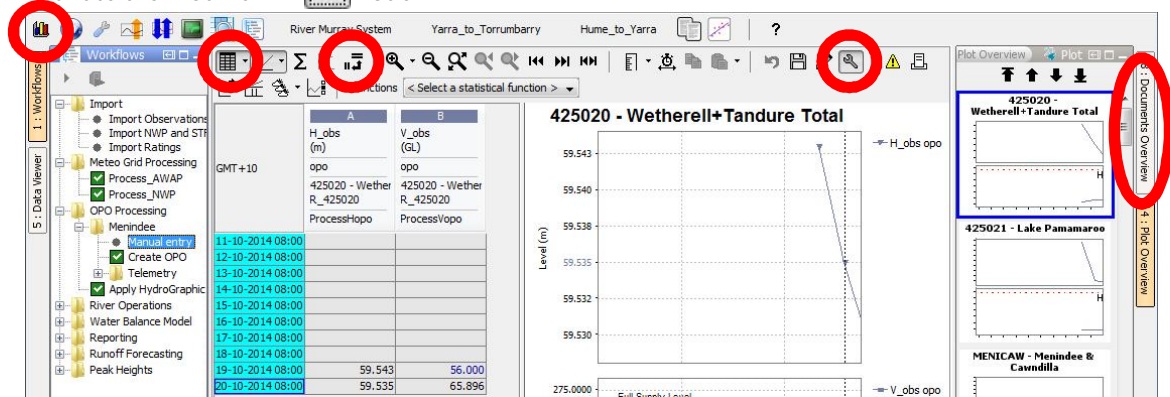 River Murray System Yarra_to_Torrumbarry Hume_to_Yarra ?
1 : Workflows
5 : Data Viewer
Workflows
Import
Import Observations
Import NWP and STF
Import Ratings
Meteo Grid Processing
Process_AWAP
Process_NWP
OPO Processing
Menindee
Manual entry
Create OPO
Telemetry
Apply HydroGraphic
River Operations
Water Balance Model
Reporting
Runoff Forecasting
Peak Heights
Σ
< Select a statistical function >
A B
H_obs V_obs
(m) (GL)
GMT+10 opo opo
425020 - Wether 425020 - Wether
R_425020 R_425020
ProcessHopo ProcessVopo
11-10-2014 08:00
12-10-2014 08:00
13-10-2014 08:00
14-10-2014 08:00
15-10-2014 08:00
16-10-2014 08:00
17-10-2014 08:00
18-10-2014 08:00
19-10-2014 08:00 59.543 56.000
20-10-2014 08:00 59.535 65.896
425020 - Wetherell+Tandure Total
H_obs opo
Level (m)
59.543
59.540
59.538
59.535
59.532
59.530
275.0000
Full Supply Level
V_obs opo
Plot Overview Plot
425020 -
Wetherell+Tandure Total
H
425021 - Lake Pamamaroo
H
MENICAW - Menindee &
Cawndilla
: Documents Overview
4 : Plot Overview